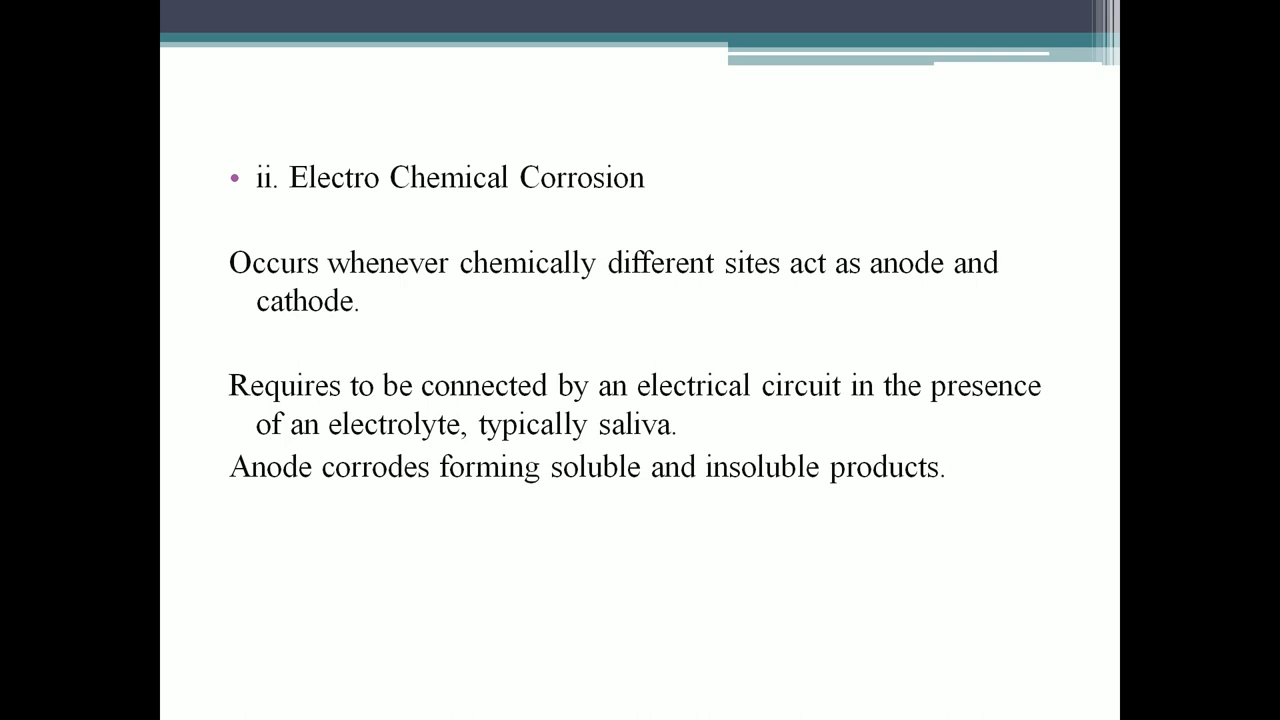 • ii. Electro Chemical Corrosion
Occurs whenever chemically different sites act as anode and
cathode.
Requires to be connected by an electrical circuit in the presence
of an electrolyte, typically saliva.
Anode corrodes forming soluble and insoluble products.